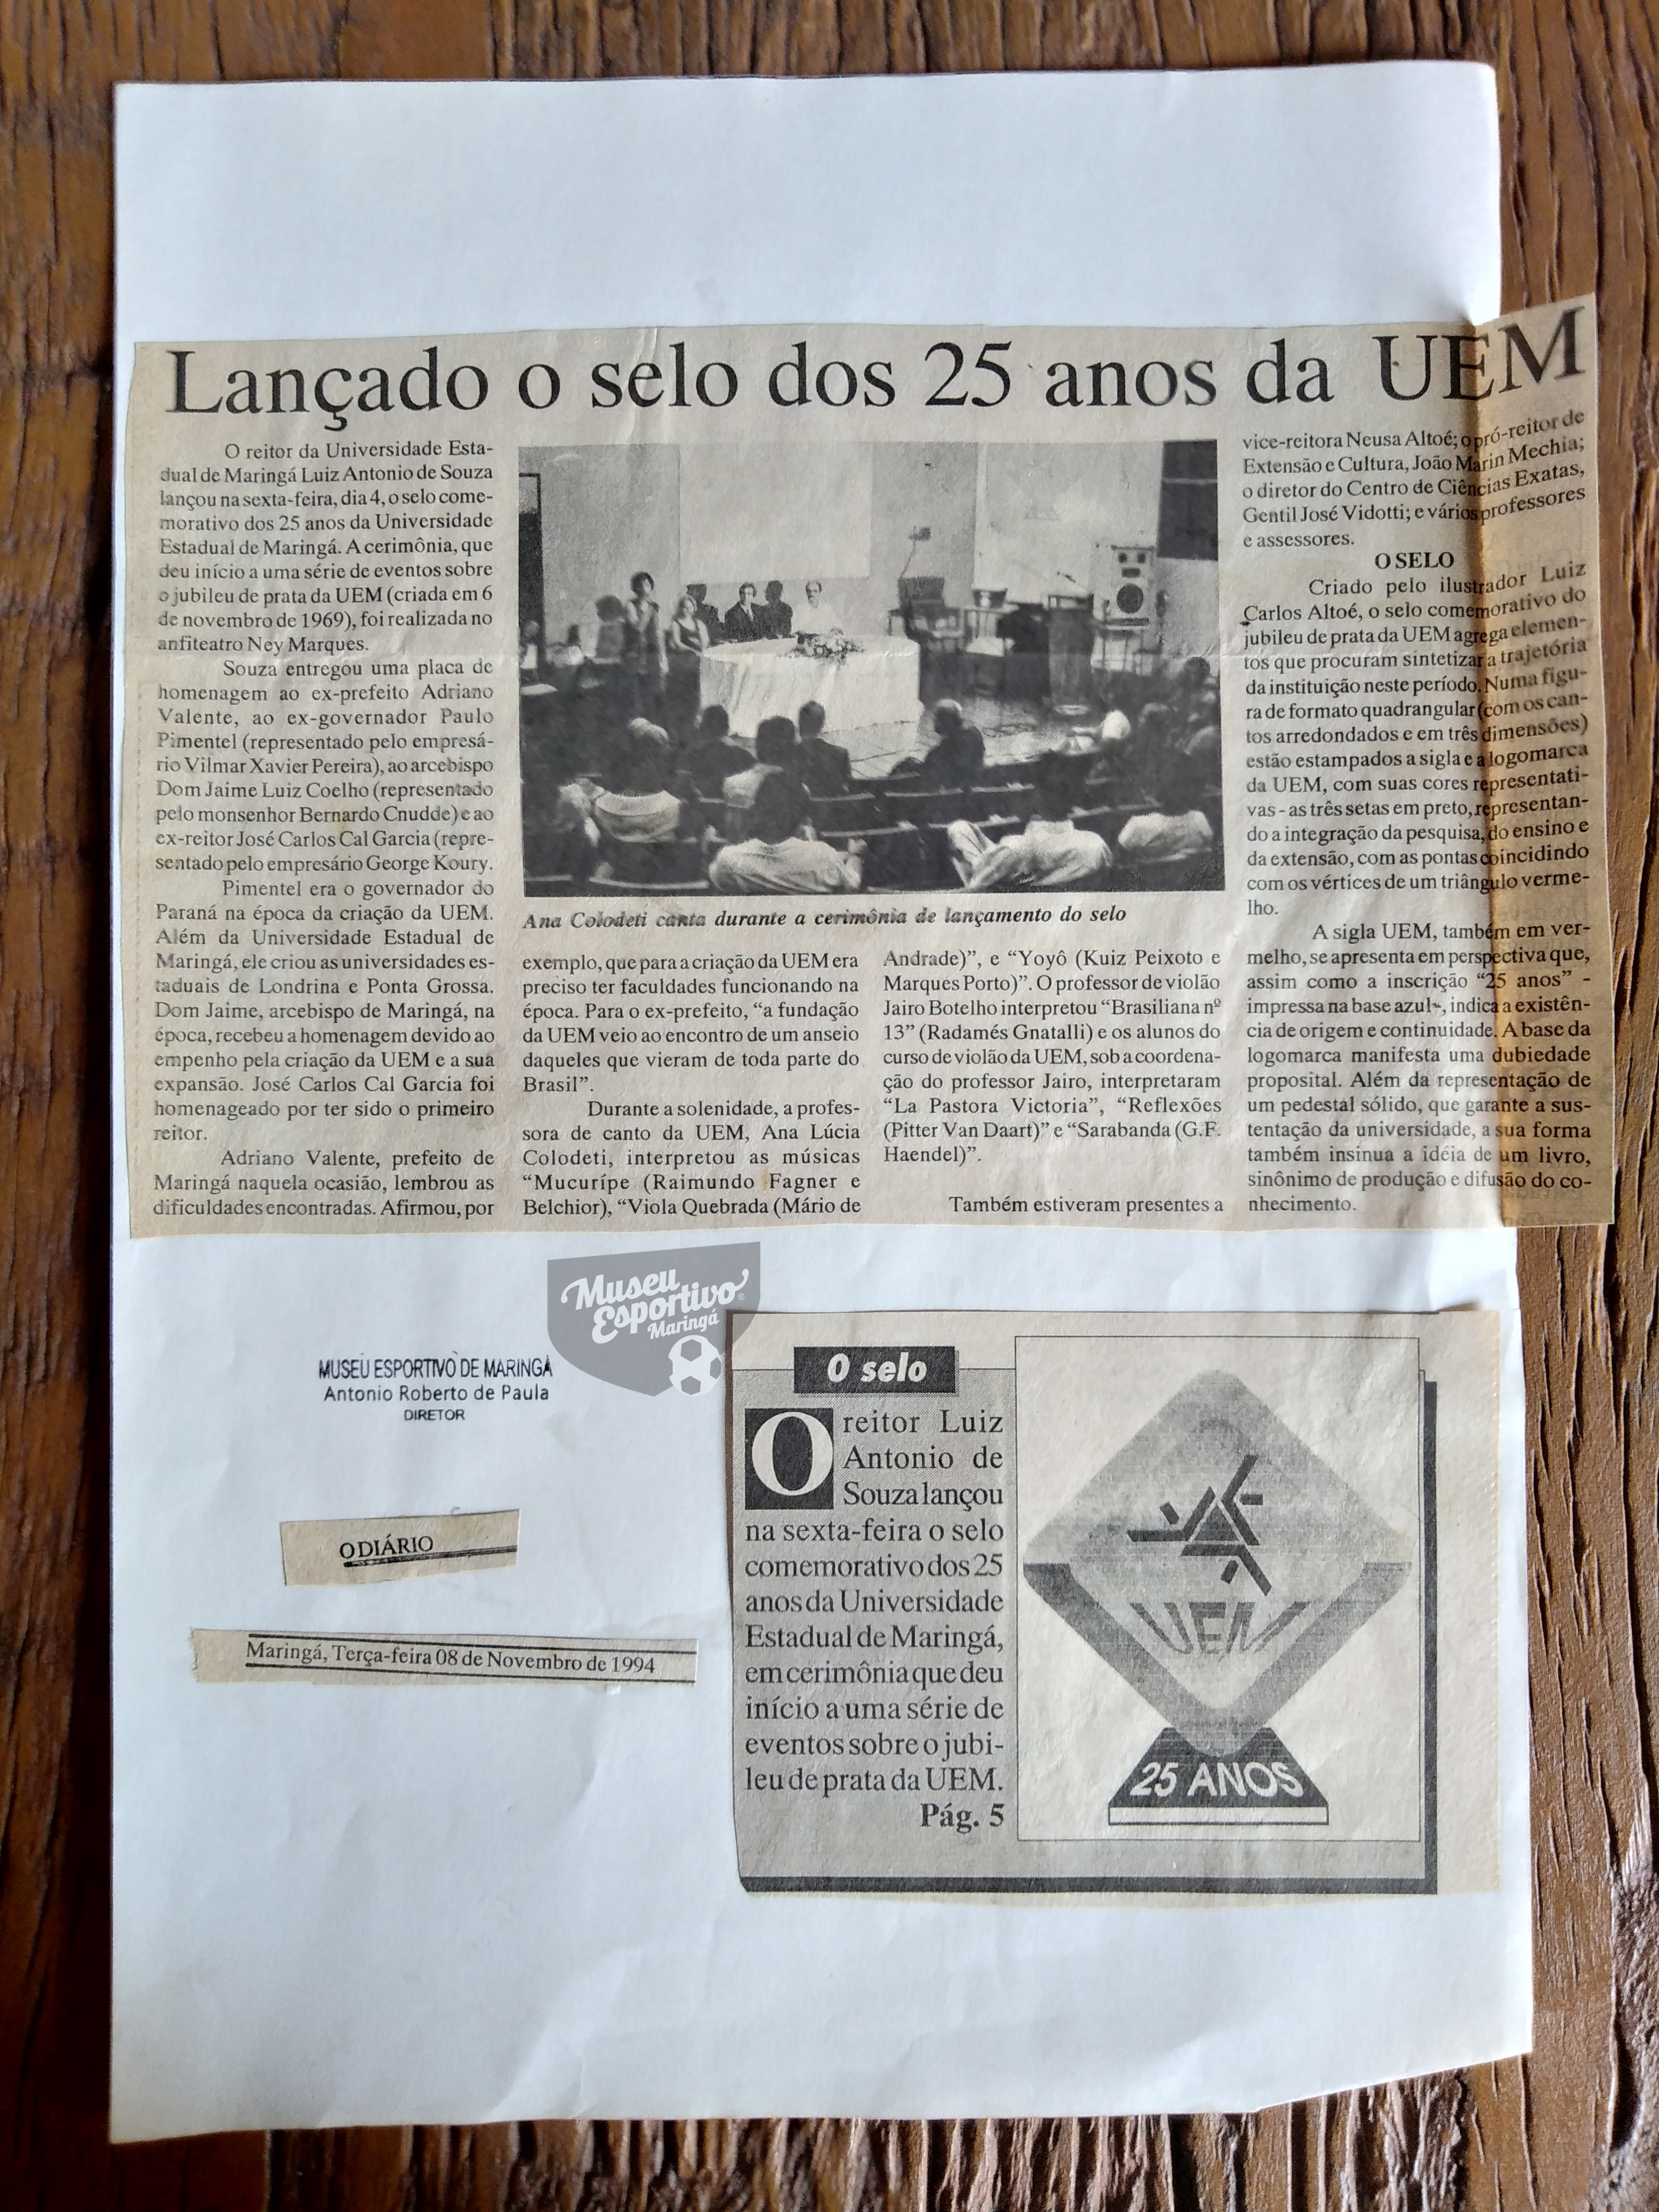 Lançado o selo dos 25 anos da UEM
O reitor da Universidade Esta-
dual de Maringá Luiz Antonio de Souza
lançou na sexta-feira, dia 4, o selo come-
morativo dos 25 anos da Universidade
Estadual de Maringá. A cerimônia, que
deu início a uma série de eventos sobre
o jubileu de prata da UEM (criada em 6
de novembro de 1969), foi realizada no
anfiteatro Ney Marques.
Souza entregou uma placa de
homenagem ao ex-prefeito Adriano
Valente, ao ex-governador Paulo
Pimentel (representado pelo empresá-
rio Vilmar Xavier Pereira), ao arcebispo
Dom Jaime Luiz Coelho (representado
pelo monsenhor Bernardo Cnudde) e ao
ex-reitor José Carlos Cal Garcia (repre-
sentado pelo empresário George Koury.
Pimentel era o governador do
Paraná na época da criação da UEM.
Além da Universidade Estadual de
Maringá, ele criou as universidades es-
taduais de Londrina e Ponta Grossa.
Dom Jaime, arcebispo de Maringá, na
época, recebeu a homenagem devido ao
empenho pela criação da UEM e a sua
expansão. José Carlos Cal Garcia foi
homenageado por ter sido o primeiro
reitor.
Adriano Valente, prefeito de
Maringá naquela ocasião, lembrou as
dificuldades encontradas. Afirmou, por
Ana Colodeti canta durante a cerimônia de lançamento do selo
exemplo, que para a criação da UEM era
preciso ter faculdades funcionando na
época. Para o ex-prefeito, “a fundação
da UEM veio ao encontro de um anseio
daqueles que vieram de toda parte do
Brasil”.
Durante a solenidade, a profes-
sora de canto da UEM, Ana Lúcia
Colodeti, interpretou as músicas
“Mucurípe (Raimundo Fagner e
Belchior), “Viola Quebrada (Mário de
Andrade)”, e “Yoyô (Kuiz Peixoto e
Marques Porto)”. O professor de violão
Jairo Botelho interpretou “Brasiliana nº
13” (Radamés Gnatalli) e os alunos do
curso de violão da UEM, sob a coordena-
ção do professor Jairo, interpretaram
“La Pastora Victoria”, “Reflexões
(Pitter Van Daart)” e “Sarabanda (G.F.
Haendel)”.
Também estiveram presentes a
vice-reitora Neusa Altoé; o pró-reitor de
Extensão e Cultura, João Marin Mechia;
o diretor do Centro de Ciências Exatas,
Gentil José Vidotti; e vários professores
e assessores.
O SELO
Criado pelo ilustrador Luiz
Carlos Altoé, o selo comemorativo do
jubileu de prata da UEM agrega elemen-
tos que procuram sintetizar a trajetória
da instituição neste período. Numa figu-
ra de formato quadrangular (com os can-
tos arredondados e em três dimensões)
estão estampados a sigla e a logomarca
da UEM, com suas cores representati-
vas - as três setas em preto, representan-
do a integração da pesquisa, do ensino e
da extensão, com as pontas coincidindo
com os vértices de um triângulo verme-
lho.
A sigla UEM, também em ver-
melho, se apresenta em perspectiva que,
assim como a inscrição “25 anos” -
impressa na base azul-, indica a existên-
cia de origem e continuidade. A base da
logomarca manifesta uma dubiedade
proposital. Além da representação de
um pedestal sólido, que garante a sus-
tentação da universidade, a sua forma
também insinua a idéia de um livro,
sinônimo de produção e difusão do co-
nhecimento.
Museu
Esportivo
Maringá
MUSEU ESPORTIVO DE MARINGÁ
Antonio Roberto de Paula
DIRETOR
O DIÁRIO
Maringá, Terça-feira 08 de Novembro de 1994
O selo
O reitor Luiz
Antonio de
Souza lançou
na sexta-feira o selo
comemorativo dos 25
anos da Universidade
Estadual de Maringá,
em cerimônia que deu
início a uma série de
eventos sobre o jubi-
leu de prata da UEM.
Pág. 5
UEM
25 ANOS